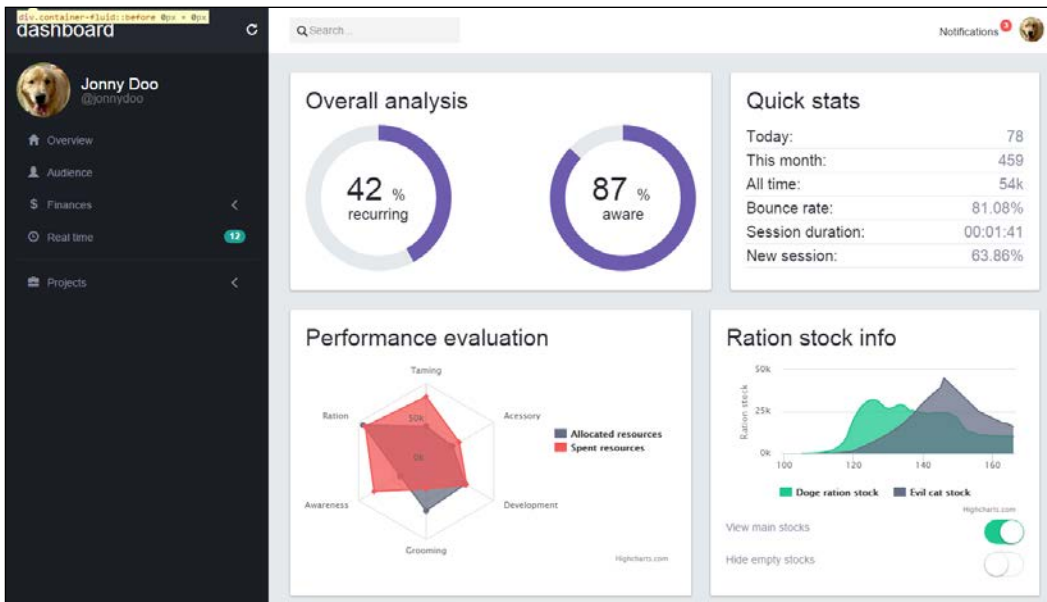 div.container-fluid::before 0px × 0px
dashboard
Search...
Notifications 3
Jonny Doo
@jonnydoo
Overview
Audience
$ Finances
Real time 12
Projects
Overall analysis
42 %
recurring
87 %
aware
Quick stats
Today: 78
This month: 459
All time: 54k
Bounce rate: 81.08%
Session duration: 00:01:41
New session: 63.86%
Performance evaluation
Taming
Ration
Acessory
50k
0k
Allocated resources
Spent resources
Awareness
Development
Grooming
Highcharts.com
Ration stock info
Ration stock
50k
25k
0k
100 120 140 160
Doge ration stock Evil cat stock
Highcharts.com
View main stocks
Hide empty stocks